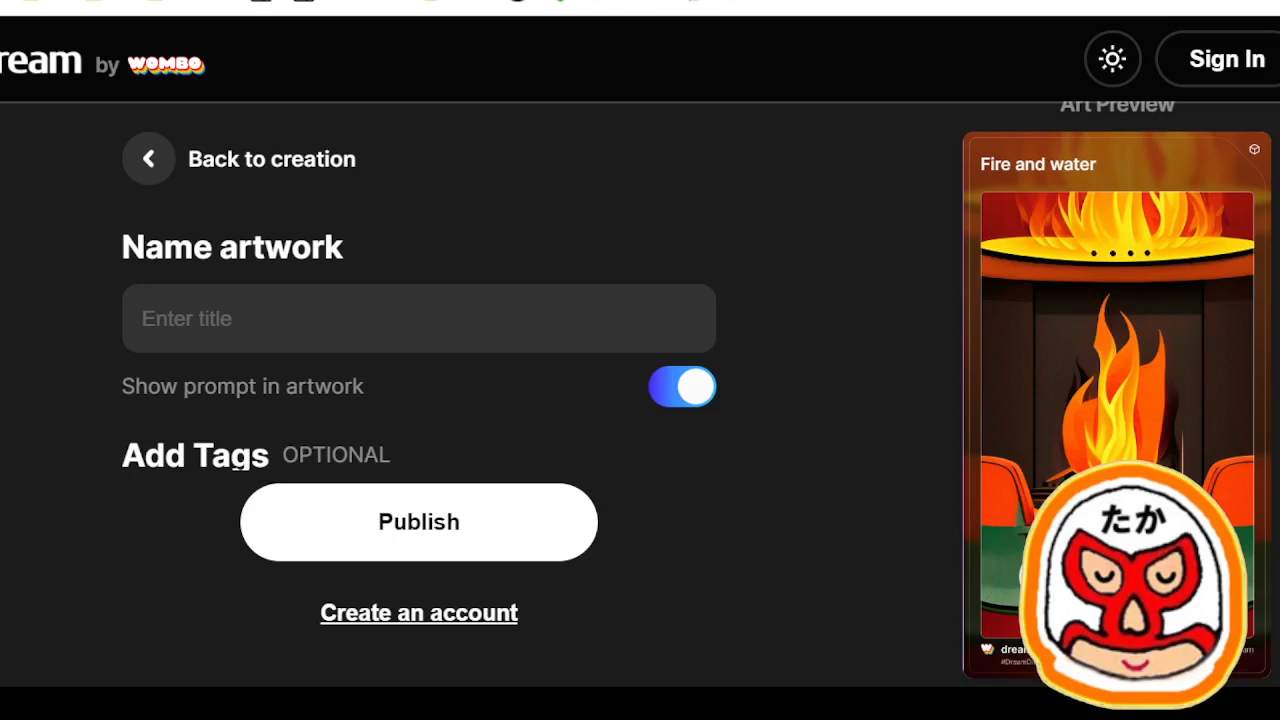 ream by WOMBO
Sign In
Art Preview
Back to creation
Fire and water
Name artwork
Enter title
Show prompt in artwork
Add Tags OPTIONAL
Publish
たか
Create an account